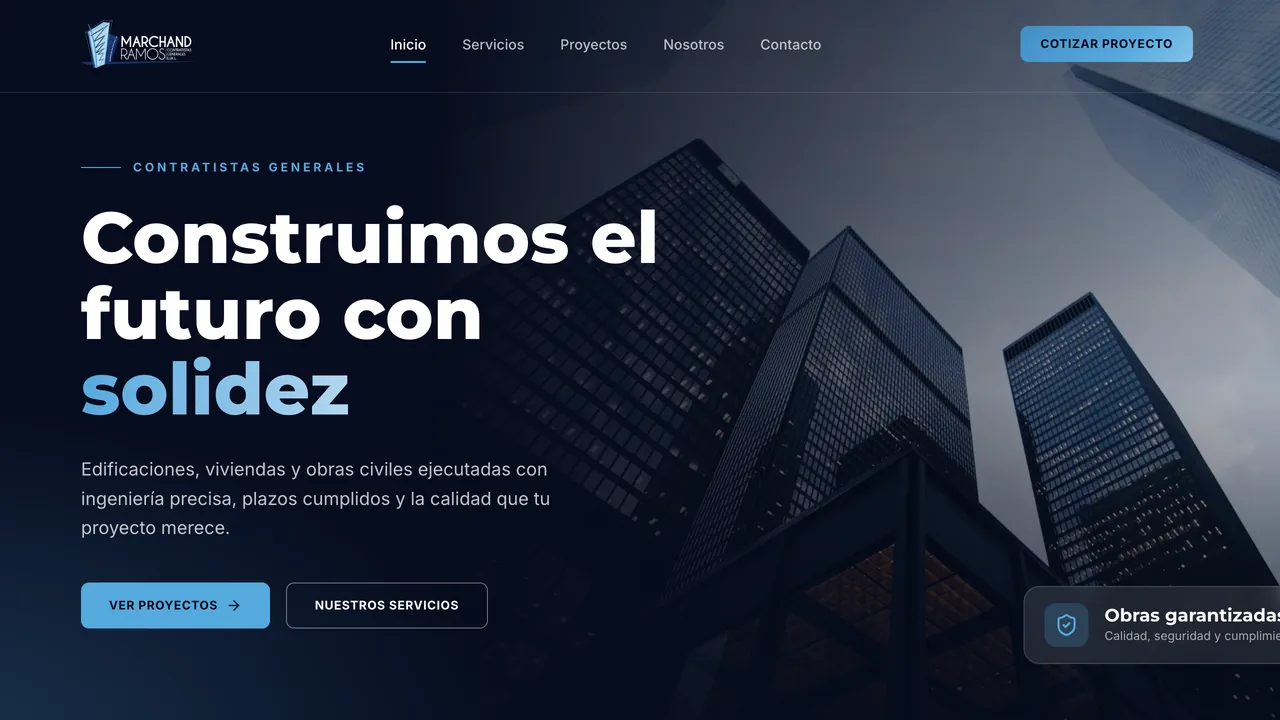 MARCHAND
RAMOS
CONTRATISTAS
GENERALES
E.I.R.L.
Inicio
Servicios
Proyectos
Nosotros
Contacto
COTIZAR PROYECTO
CONTRATISTAS GENERALES
Construimos el
futuro con
solidez
Edificaciones, viviendas y obras civiles ejecutadas con
ingeniería precisa, plazos cumplidos y la calidad que tu
proyecto merece.
VER PROYECTOS
NUESTROS SERVICIOS
Obras garantizadas
Calidad, seguridad y cumplimie